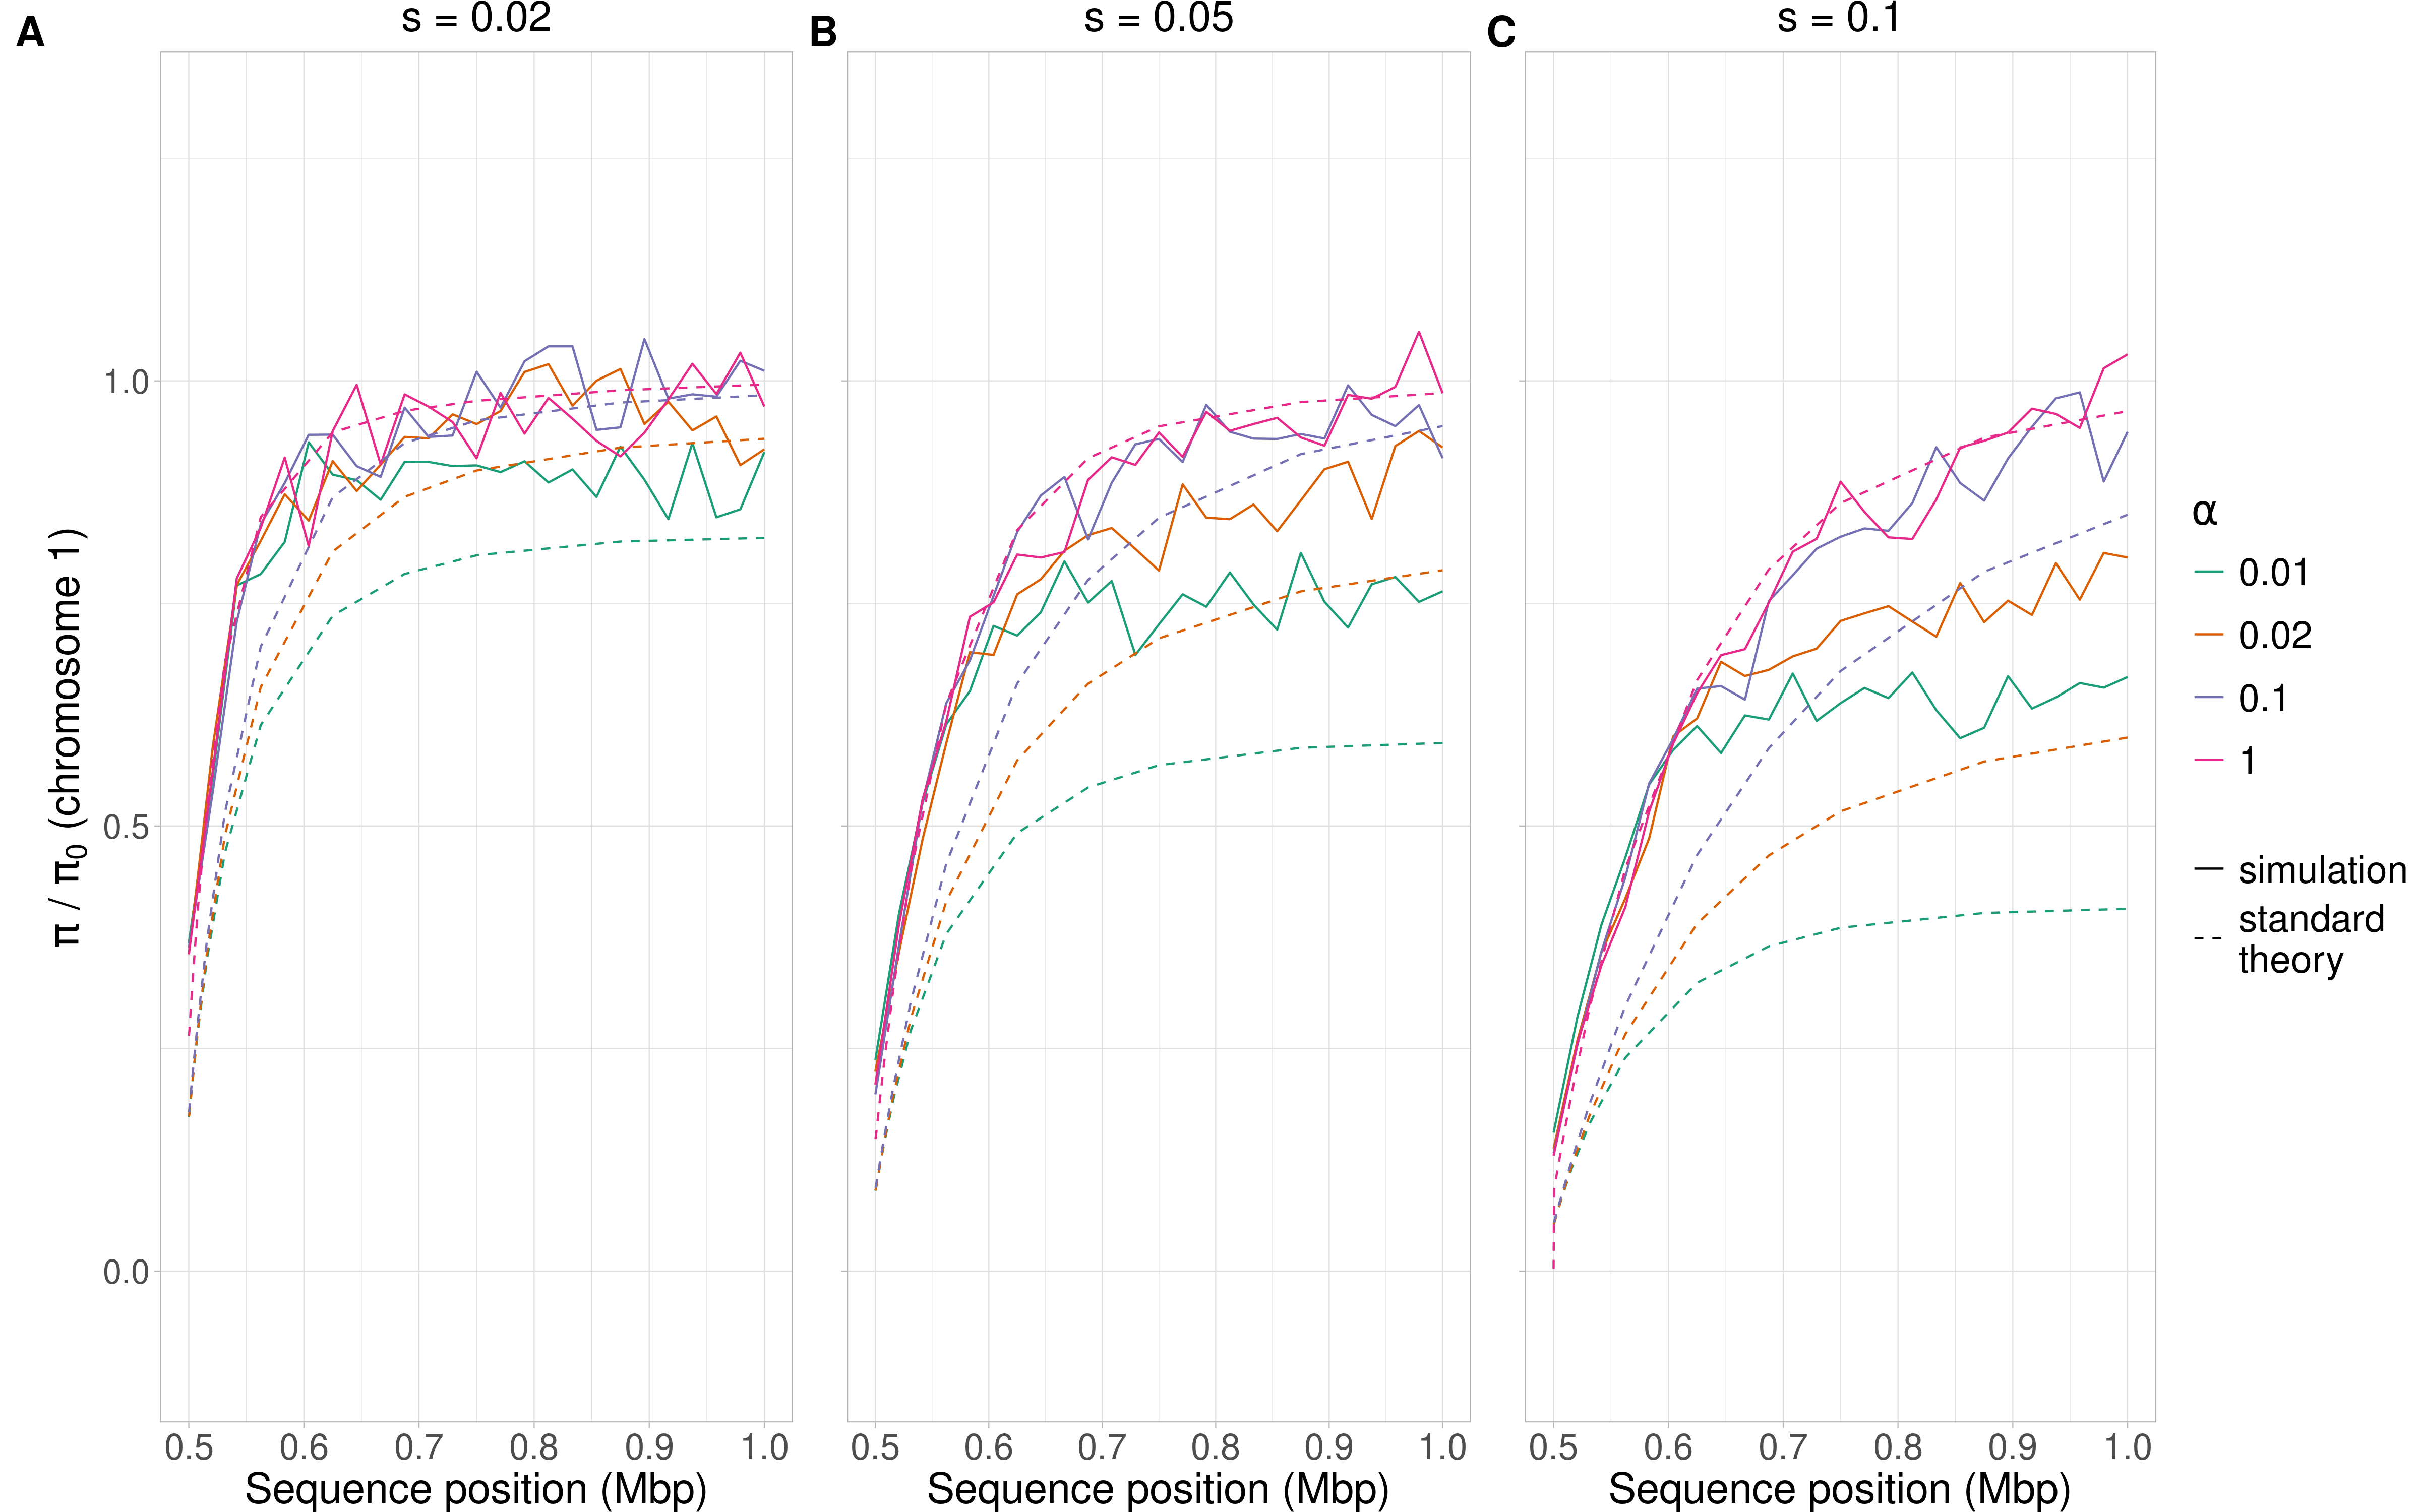 A
s = 0.02
B
s = 0.05
C
s = 0.1
π / π0 (chromosome 1)
1.0
0.5
0.0
0.5 0.6 0.7 0.8 0.9 1.0
0.5 0.6 0.7 0.8 0.9 1.0
0.5 0.6 0.7 0.8 0.9 1.0
Sequence position (Mbp)
Sequence position (Mbp)
Sequence position (Mbp)
α
0.01
0.02
0.1
1
simulation
standard
theory